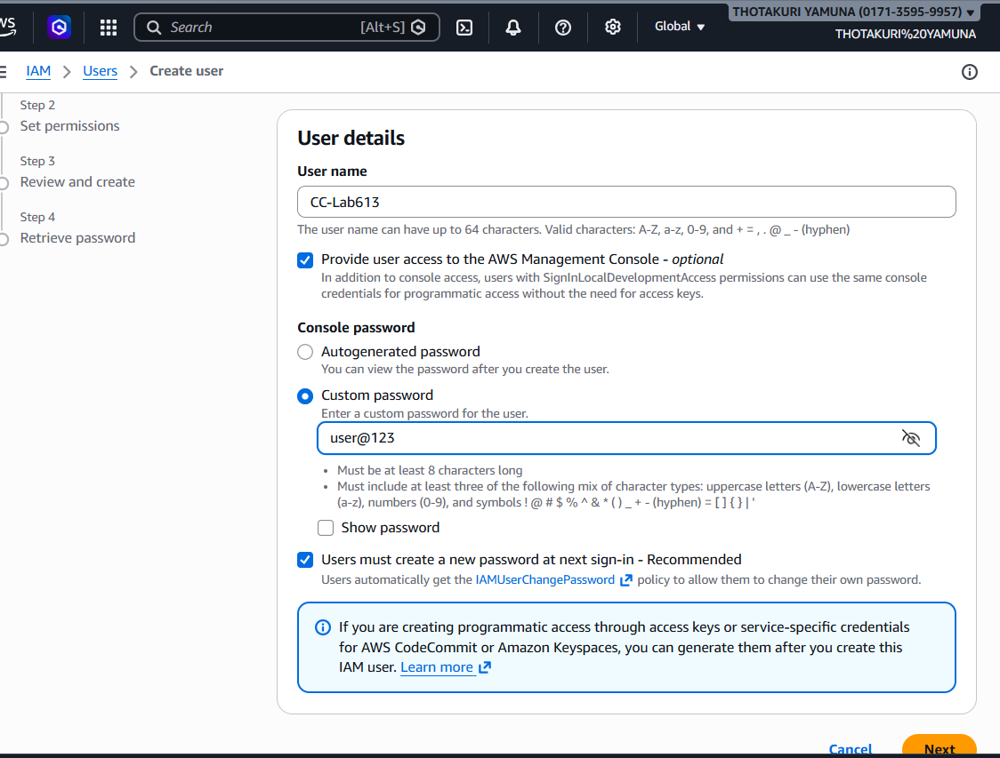 Search [Alt+S] Global THOTAKURI YAMUNA (0171-3595-9957)
THOTAKURI%20YAMUNA
IAM Users Create user
Step 2
Set permissions
Step 3
Review and create
Step 4
Retrieve password
User details
User name
CC-Lab613
The user name can have up to 64 characters. Valid characters: A-Z, a-z, 0-9, and + = , . @ _ - (hyphen)
Provide user access to the AWS Management Console - optional
In addition to console access, users with SignInLocalDevelopmentAccess permissions can use the same console
credentials for programmatic access without the need for access keys.
Console password
Autogenerated password
You can view the password after you create the user.
Custom password
Enter a custom password for the user.
user@123
• Must be at least 8 characters long
• Must include at least three of the following mix of character types: uppercase letters (A-Z), lowercase letters
(a-z), numbers (0-9), and symbols ! @ # $ % ^ & * ( ) _ + - (hyphen) = [ ] { } | '
Show password
Users must create a new password at next sign-in - Recommended
Users automatically get the IAMUserChangePassword policy to allow them to change their own password.
If you are creating programmatic access through access keys or service-specific credentials
for AWS CodeCommit or Amazon Keyspaces, you can generate them after you create this
IAM user. Learn more
Cancel Next